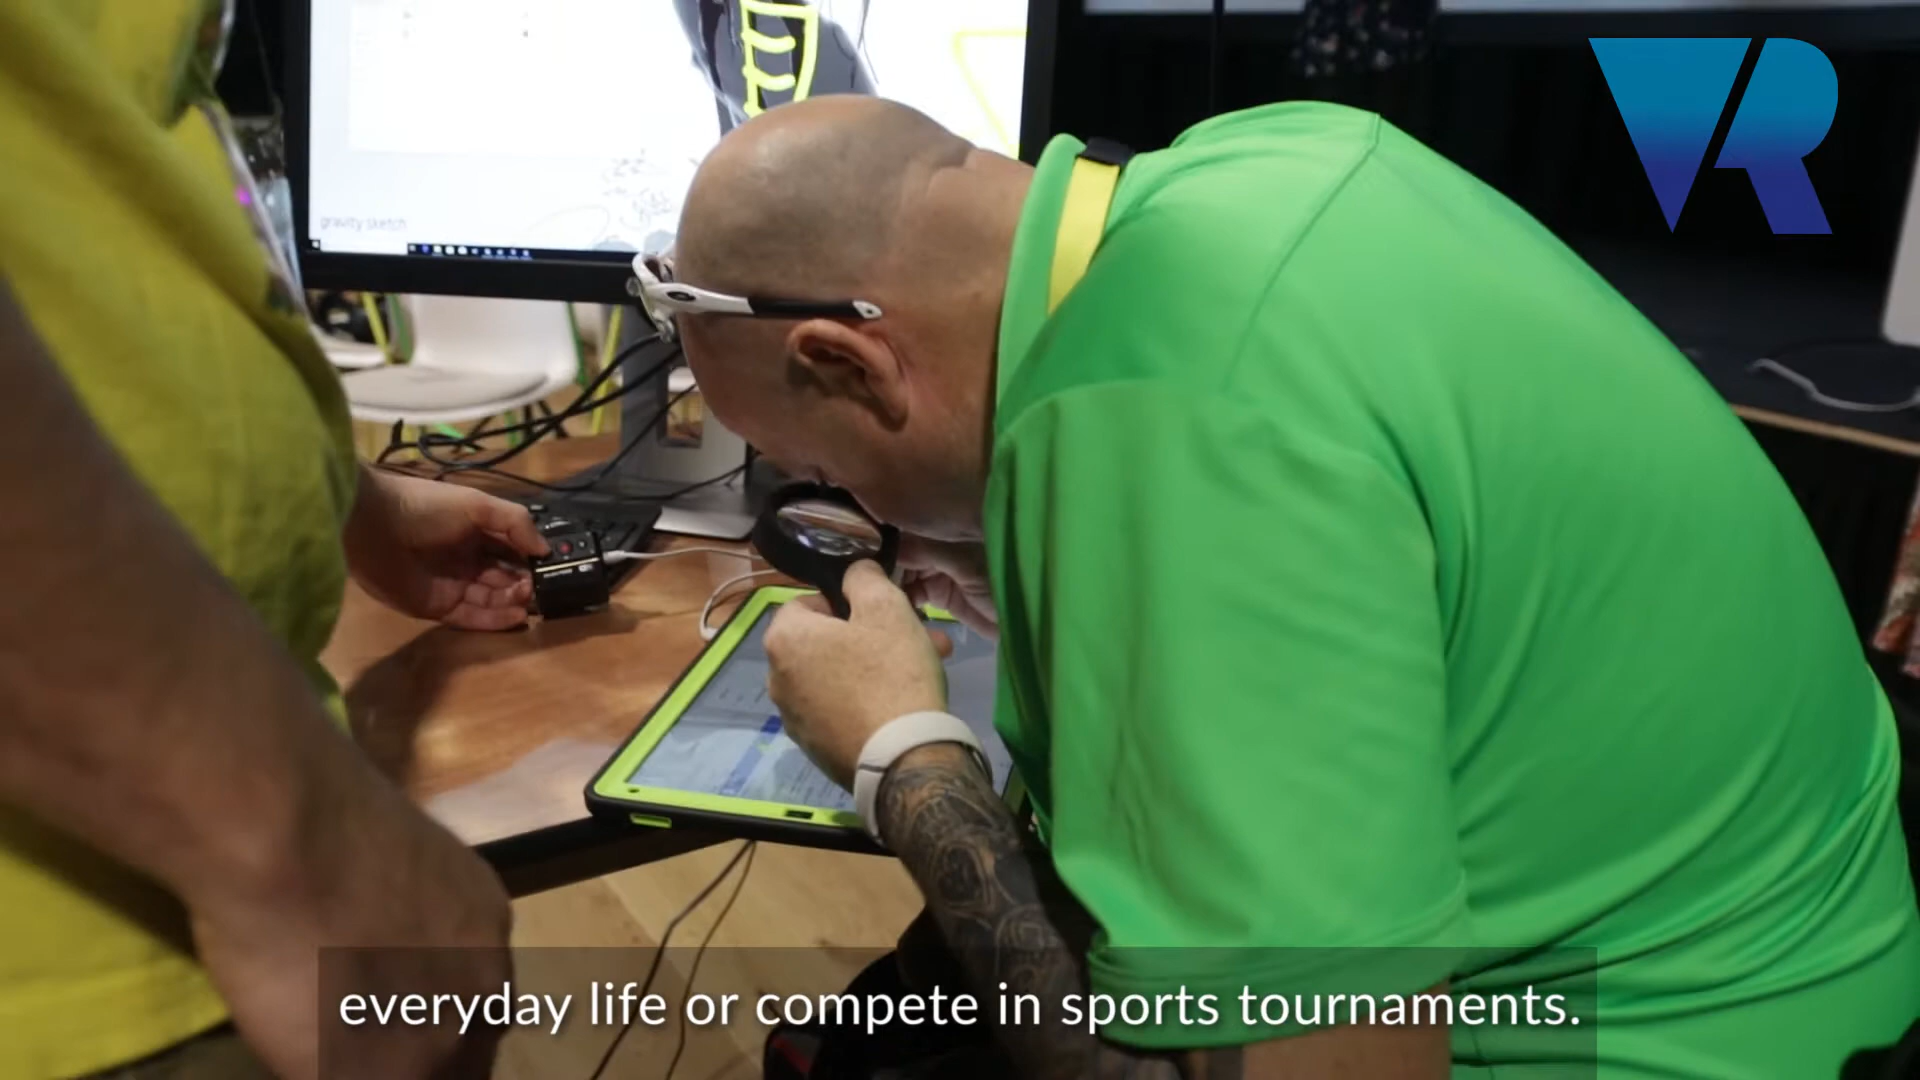 VR
gravity sketch
everyday life or compete in sports tournaments.